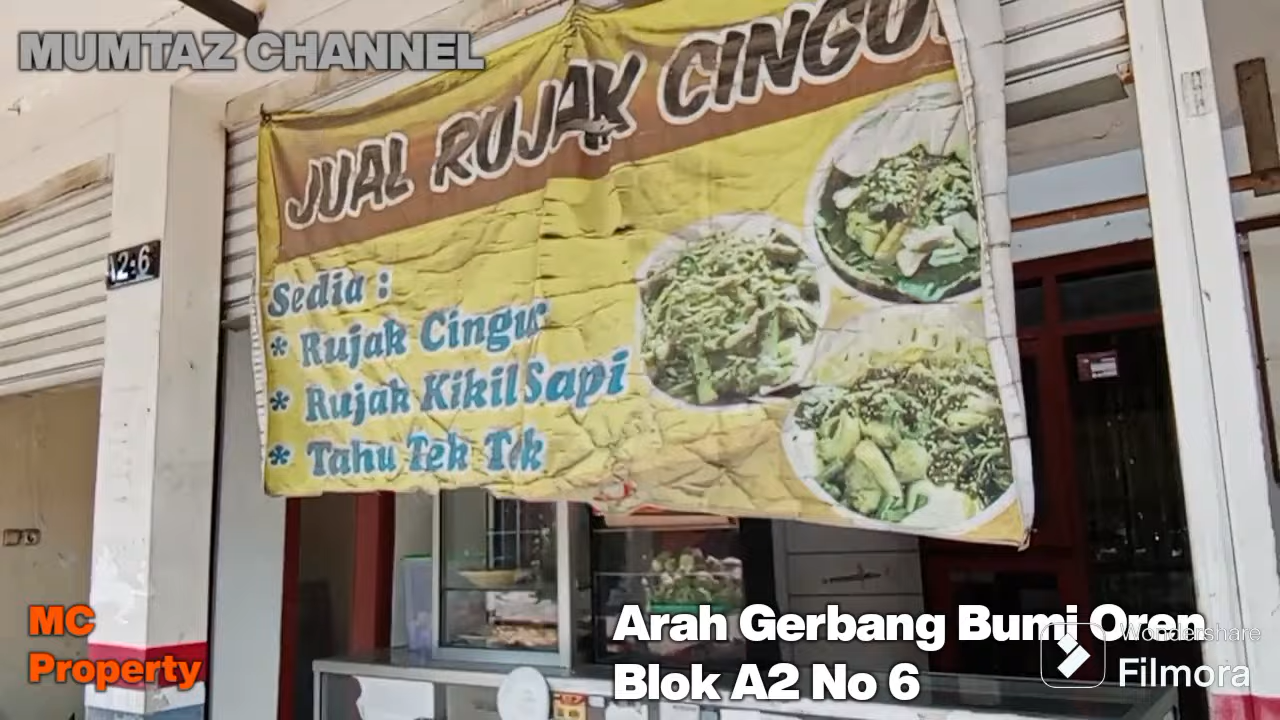 MUMTAZ CHANNEL
JUAL RUJAK CINGU
A2-6
Sedia :
* Rujak Cingur
* Rujak Kikil Sapi
* Tahu Tek Tek
MC
Property
Arah Gerbang Bumi Oren
Blok A2 No 6
Wondershare
Filmora